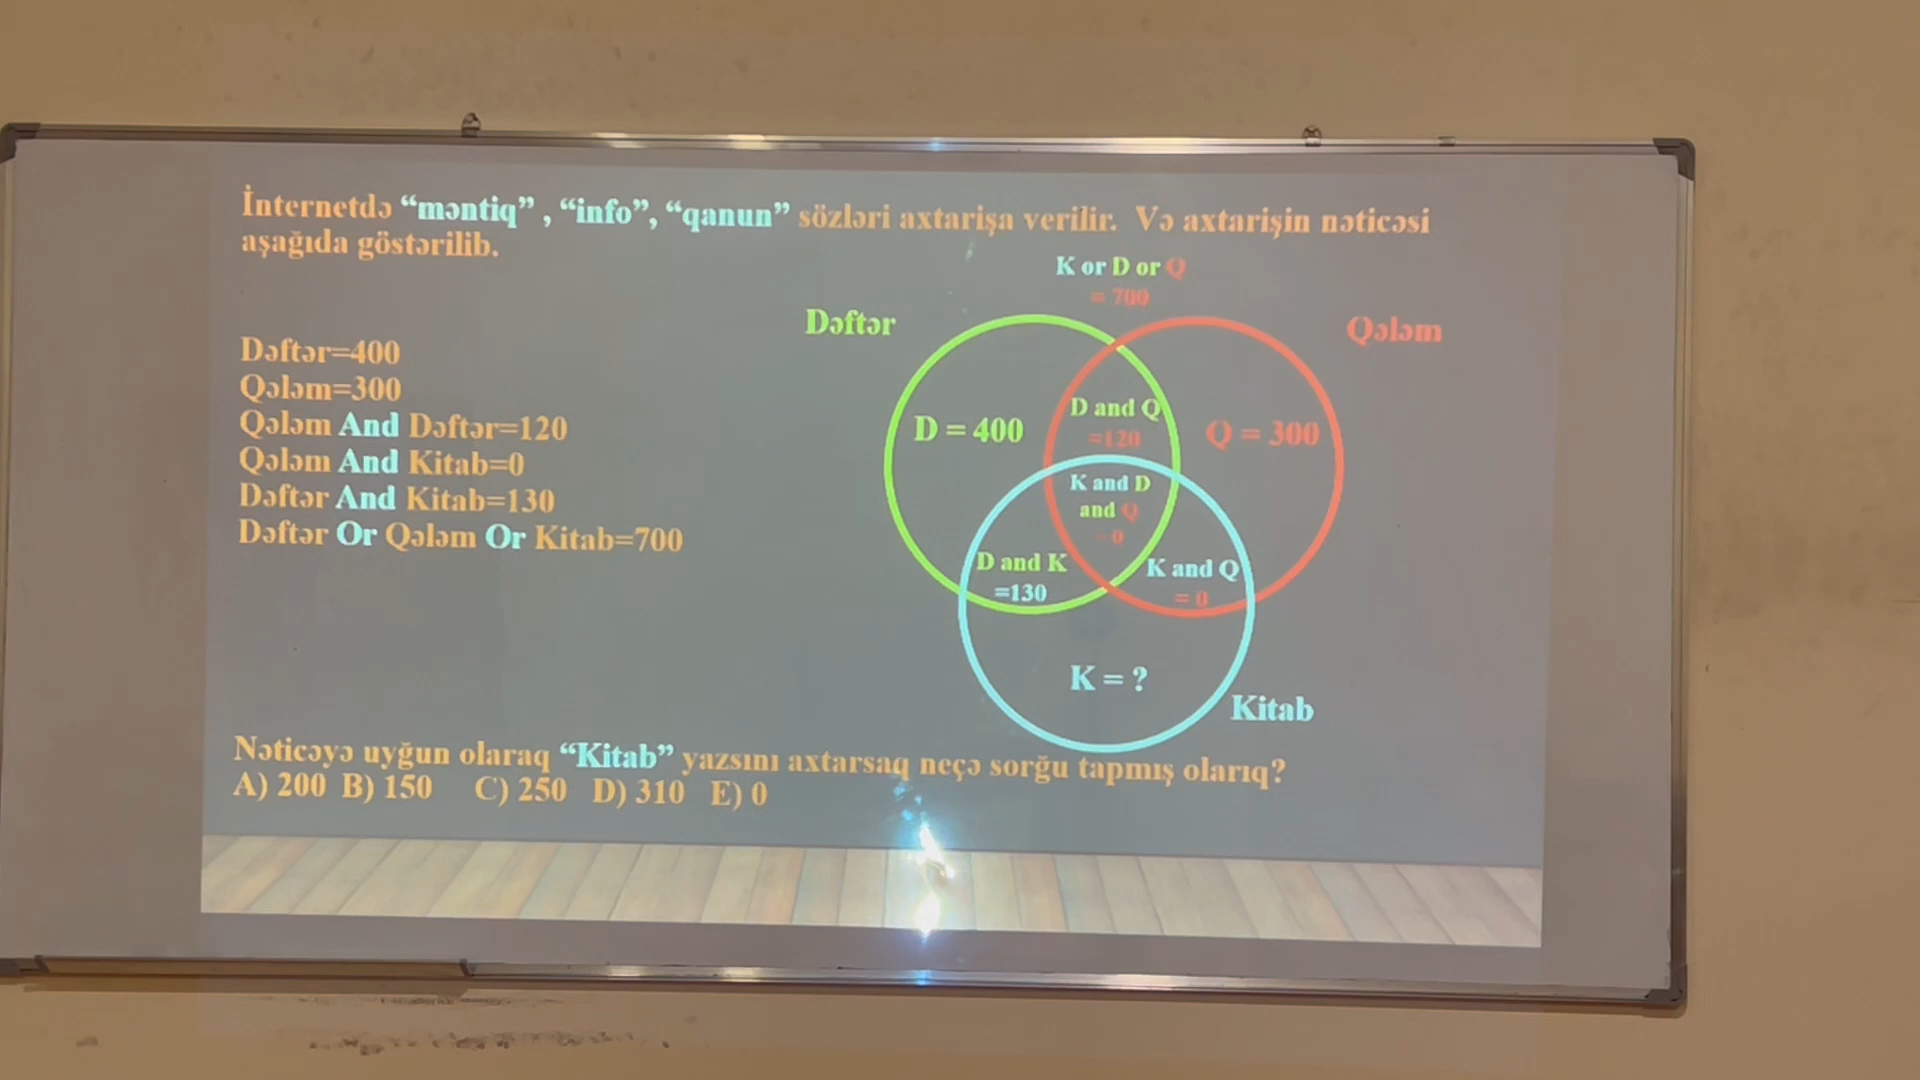 İnternetdə “məntiq” , “info”, “qanun” sözləri axtarişa verilir. Və axtarişin nəticəsi
aşağıda göstərilib.
Dəftər=400
Qələm=300
Qələm And Dəftər=120
Qələm And Kitab=0
Dəftər And Kitab=130
Dəftər Or Qələm Or Kitab=700
K or D or Q
= 700
Dəftər
Qələm
D = 400
D and Q
=120
Q = 300
K and D
and Q
= 0
D and K
=130
K and Q
= 0
K = ?
Kitab
Nəticəyə uyğun olaraq “Kitab” yazsını axtarsaq neçə sorğu tapmış olarıq?
A) 200 B) 150 C) 250 D) 310 E) 0